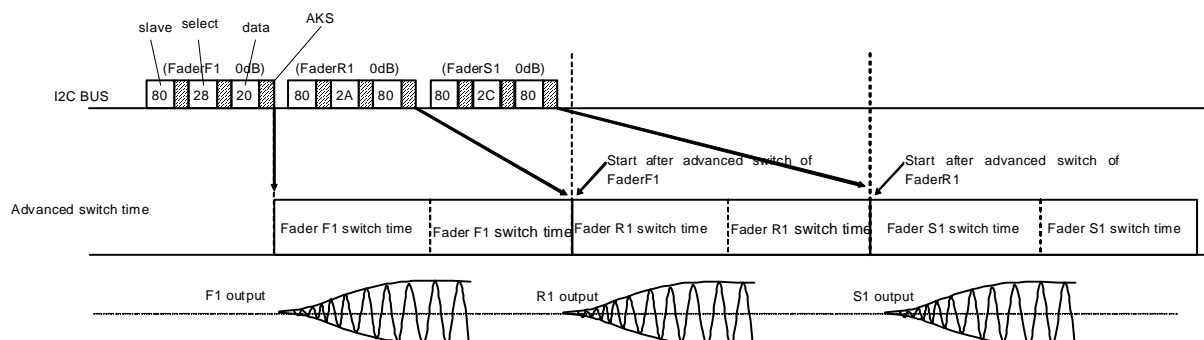 slave select data AKS
(FaderF1 0dB) (FaderR1 0dB) (FaderS1 0dB)
I2C BUS 80 28 20 80 2A 80 80 2C 80
Start after advanced switch of
FaderF1
Start after advanced switch of
FaderR1
Advanced switch time
Fader F1 switch time Fader F1 switch time Fader R1 switch time Fader R1 switch time Fader S1 switch time Fader S1 switch time
F1 output R1 output S1 output